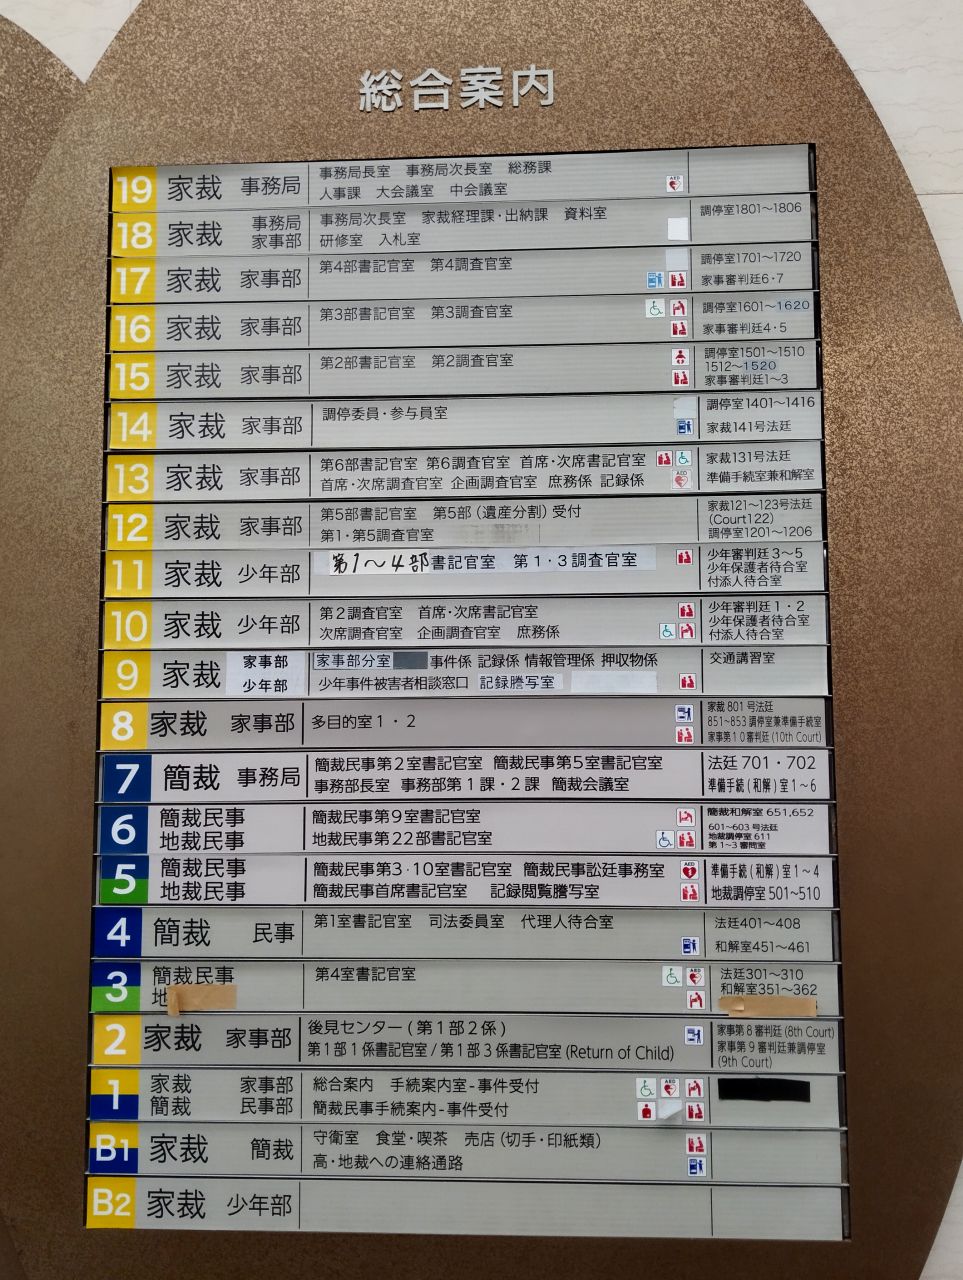 総合案内
19 家裁 事務局 事務局長室 事務局次長室 総務課
人事課 大会議室 中会議室 AED
18 家裁 事務局 事務局次長室 家裁経理課・出納課 資料室 調停室1801～1806
家事部 研修室 入札室
17 家裁 家事部 第4部書記官室 第4調査官室 調停室1701～1720
家事審判廷6・7
16 家裁 家事部 第3部書記官室 第3調査官室 調停室1601～1620
家事審判廷4・5
15 家裁 家事部 第2部書記官室 第2調査官室 調停室1501～1510
1512～1520
家事審判廷1～3
14 家裁 家事部 調停委員・参与員室 調停室1401～1416
家裁141号法廷
13 家裁 家事部 第6部書記官室 第6調査官室 首席・次席書記官室 家裁131号法廷
首席・次席調査官室 企画調査官室 庶務係 記録係 AED 準備手続室兼和解室
12 家裁 家事部 第5部書記官室 第5部（遺産分割）受付 家裁121～123号法廷
(Court122)
第1・第5調査官室 調停室1201～1206
11 家裁 少年部 第1～4部書記官室 第1・3調査官室 少年審判廷3～5
少年保護者待合室
付添人待合室
10 家裁 少年部 第2調査官室 首席・次席書記官室 少年審判廷1・2
少年保護者待合室
次席調査官室 企画調査官室 庶務係 付添人待合室
9 家裁 家事部 家事部分室 事件係 記録係 情報管理係 押収物係 交通講習室
少年部 少年事件被害者相談窓口 記録謄写室
8 家裁 家事部 多目的室1・2 家裁801号法廷
851～853調停室兼準備手続室
家事第10審判廷(10th Court)
7 簡裁 事務局 簡裁民事第2室書記官室 簡裁民事第5室書記官室 法廷701・702
事務部長室 事務部第1課・2課 簡裁会議室 準備手続(和解)室1～6
6 簡裁民事 簡裁民事第9室書記官室 簡裁和解室651,652
地裁民事 地裁民事第22部書記官室 601～603号法廷
地裁調停室611
第1～3審問室
5 簡裁民事 簡裁民事第3・10室書記官室 簡裁民事訟廷事務室 AED 準備手続(和解)室1～4
地裁民事 簡裁民事首席書記官室 記録閲覧謄写室 地裁調停室501～510
4 簡裁 民事 第1室書記官室 司法委員室 代理人待合室 法廷401～408
和解室451～461
3 簡裁民事 第4室書記官室 AED 法廷301～310
地 和解室351～362
2 家裁 家事部 後見センター(第1部2係) 家事第8審判廷(8th Court)
第1部1係書記官室/第1部3係書記官室(Return of Child) 家事第9審判廷兼調停室
(9th Court)
1 家裁 家事部 総合案内 手続案内室-事件受付 AED
簡裁 民事部 簡裁民事手続案内-事件受付
B1 家裁 簡裁 守衛室 食堂・喫茶 売店（切手・印紙類）
高・地裁への連絡通路
B2 家裁 少年部